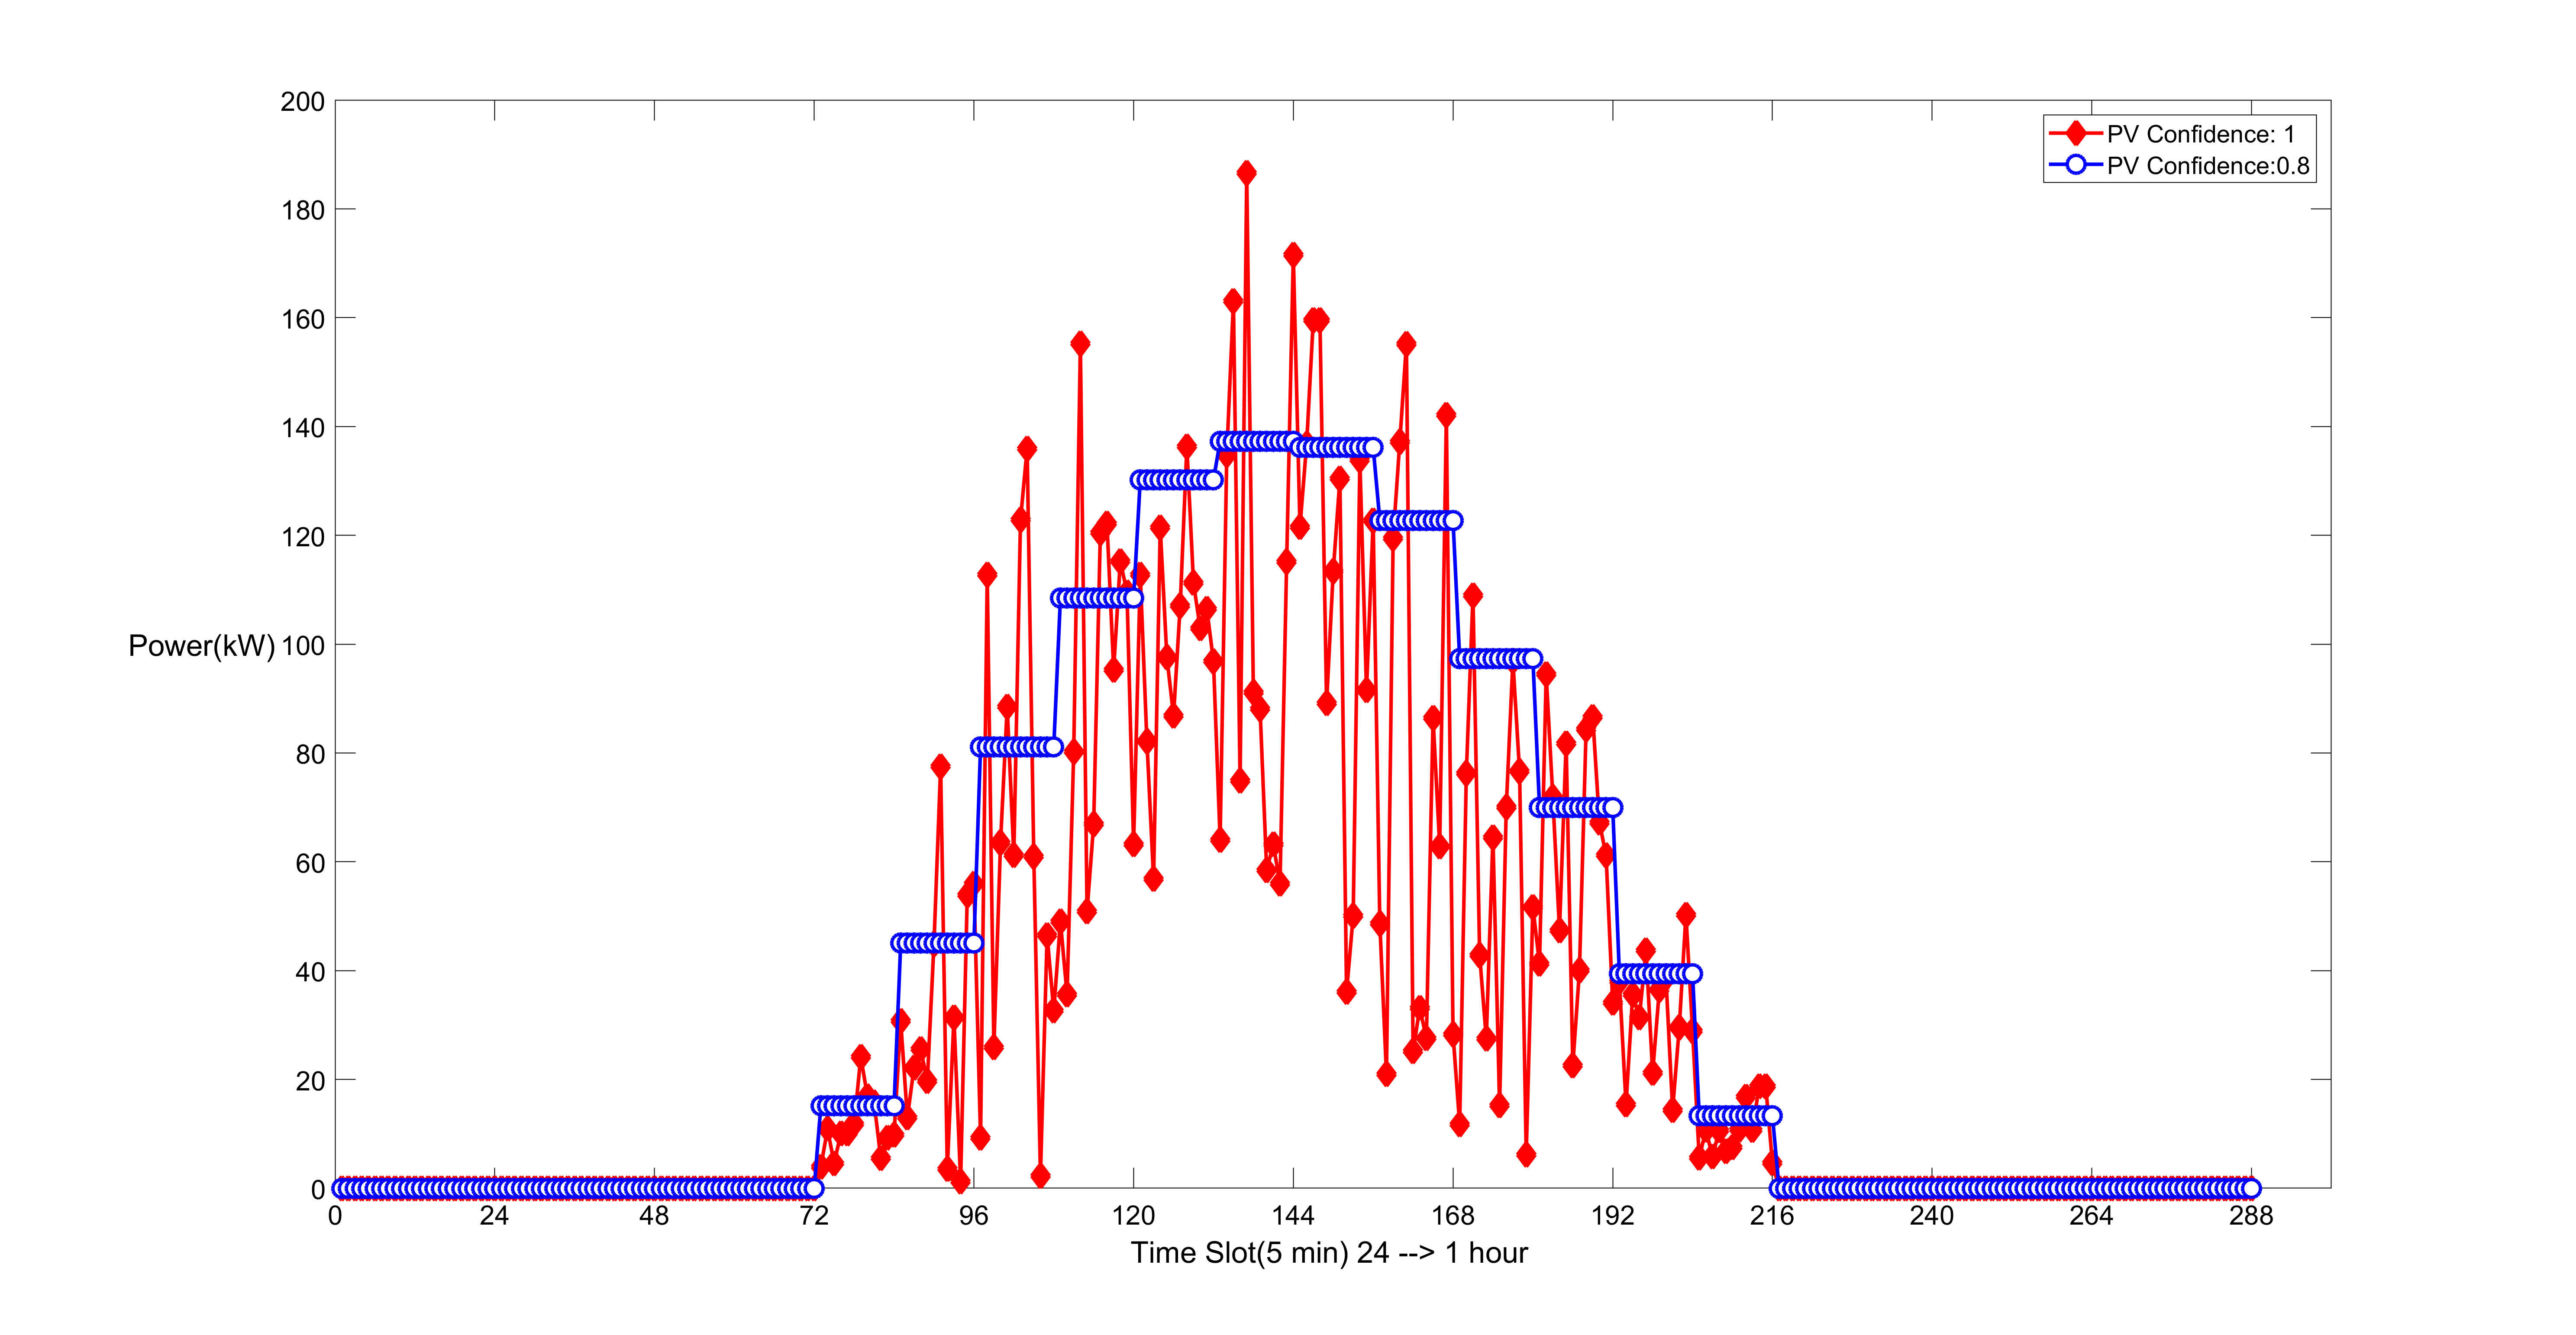 200
180
160
140
120
Power(kW) 100
80
60
40
20
0
PV Confidence: 1
PV Confidence:0.8
0 24 48 72 96 120 144 168 192 216 240 264 288
Time Slot(5 min) 24 --> 1 hour